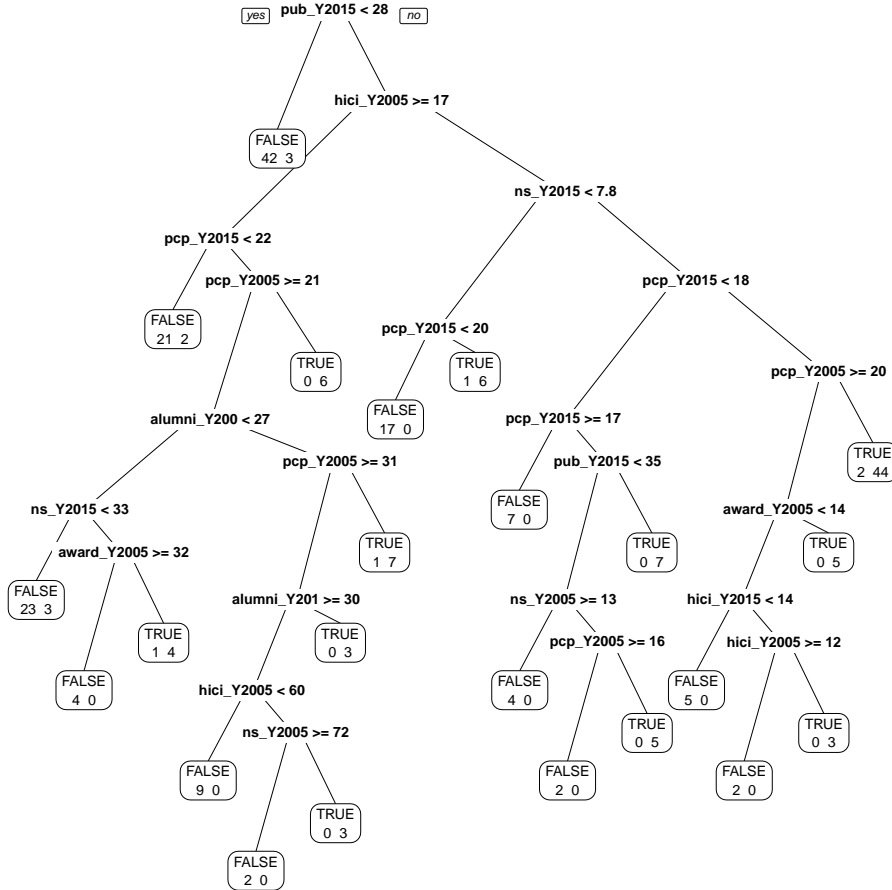 yes pub_Y2015 < 28 no
hici_Y2005 >= 17
FALSE
42 3
ns_Y2015 < 7.8
pcp_Y2015 < 22
pcp_Y2005 >= 21
pcp_Y2015 < 18
FALSE
21 2
pcp_Y2015 < 20
TRUE
0 6
TRUE
1 6
pcp_Y2005 >= 20
FALSE
17 0
alumni_Y200 < 27
pcp_Y2015 >= 17
TRUE
2 44
pcp_Y2005 >= 31
pub_Y2015 < 35
FALSE
7 0
ns_Y2015 < 33
award_Y2005 < 14
TRUE
1 7
TRUE
0 7
TRUE
0 5
award_Y2005 >= 32
FALSE
23 3
alumni_Y201 >= 30
ns_Y2005 >= 13
hici_Y2015 < 14
TRUE
1 4
TRUE
0 3
pcp_Y2005 >= 16
hici_Y2005 >= 12
FALSE
4 0
FALSE
4 0
FALSE
5 0
hici_Y2005 < 60
TRUE
0 5
TRUE
0 3
ns_Y2005 >= 72
FALSE
9 0
FALSE
2 0
FALSE
2 0
TRUE
0 3
FALSE
2 0